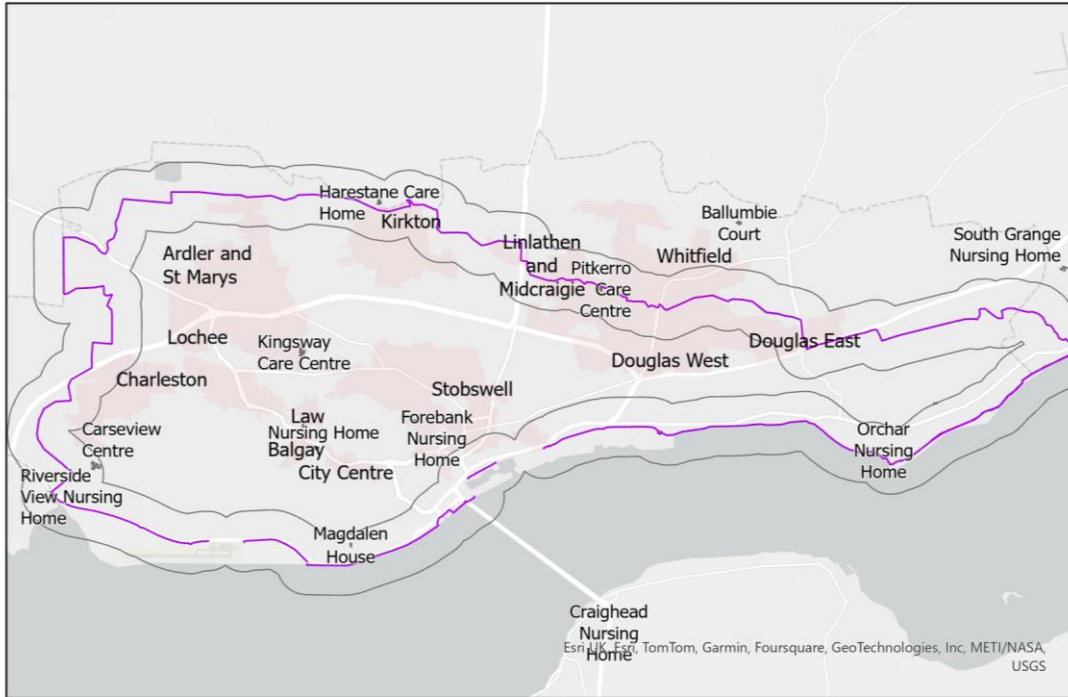 Harestane Care
Home
Kirkton
Ballumbie
Court
South Grange
Nursing Home
Ardler and
St Marys
Linlathen
and
Midcraigie
Pitkerro
Care
Centre
Whitfield
Lochee
Kingsway
Care Centre
Douglas East
Douglas West
Charleston
Stobswell
Law
Nursing Home
Balgay
Forebank
Nursing
Home
City Centre
Carseview
Centre
Orchar
Nursing
Home
Riverside
View Nursing
Home
Magdalen
House
Craighead
Nursing
Home
Esri UK, Esri, TomTom, Garmin, Foursquare, GeoTechnologies, Inc, METI/NASA,
USGS